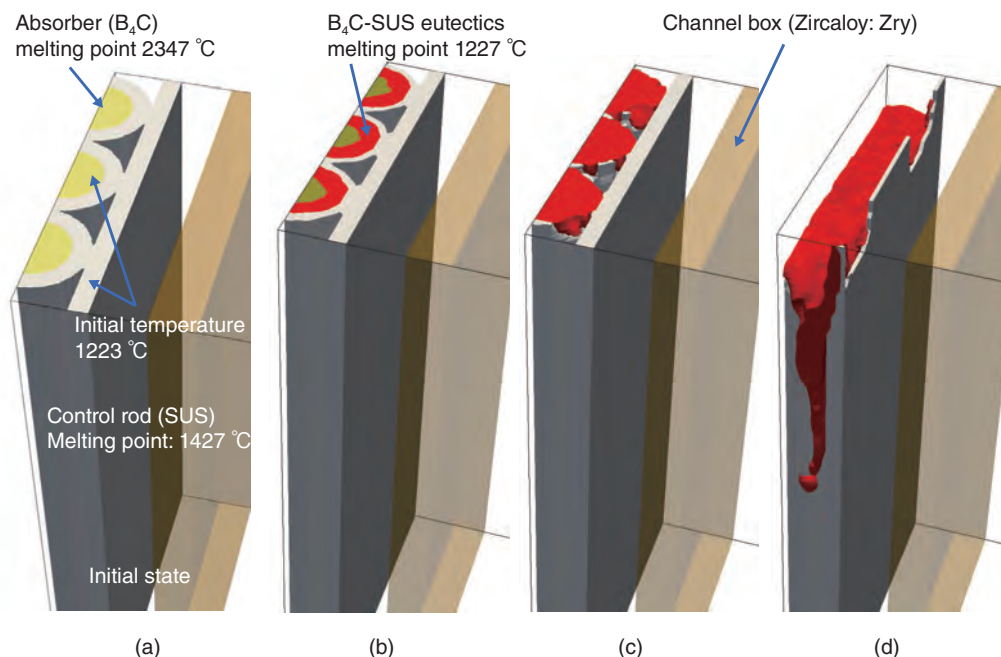 Absorber (B₄C)
melting point 2347 ℃
B₄C-SUS eutectics
melting point 1227 ℃
Channel box (Zircaloy: Zry)
Initial temperature
1223 ℃
Control rod (SUS)
Melting point: 1427 ℃
Initial state
(a)
(b)
(c)
(d)